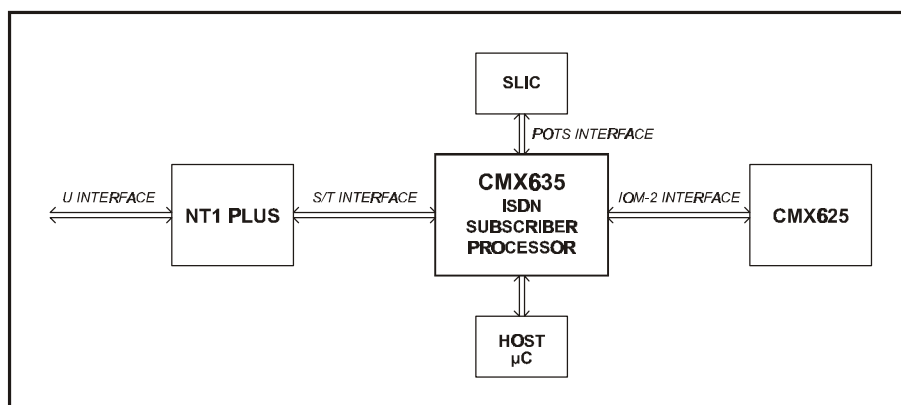 SLIC
POTS INTERFACE
U INTERFACE
NT1 PLUS
S/T INTERFACE
CMX635
ISDN
SUBSCRIBER
PROCESSOR
IOM-2 INTERFACE
CMX625
HOST
µC